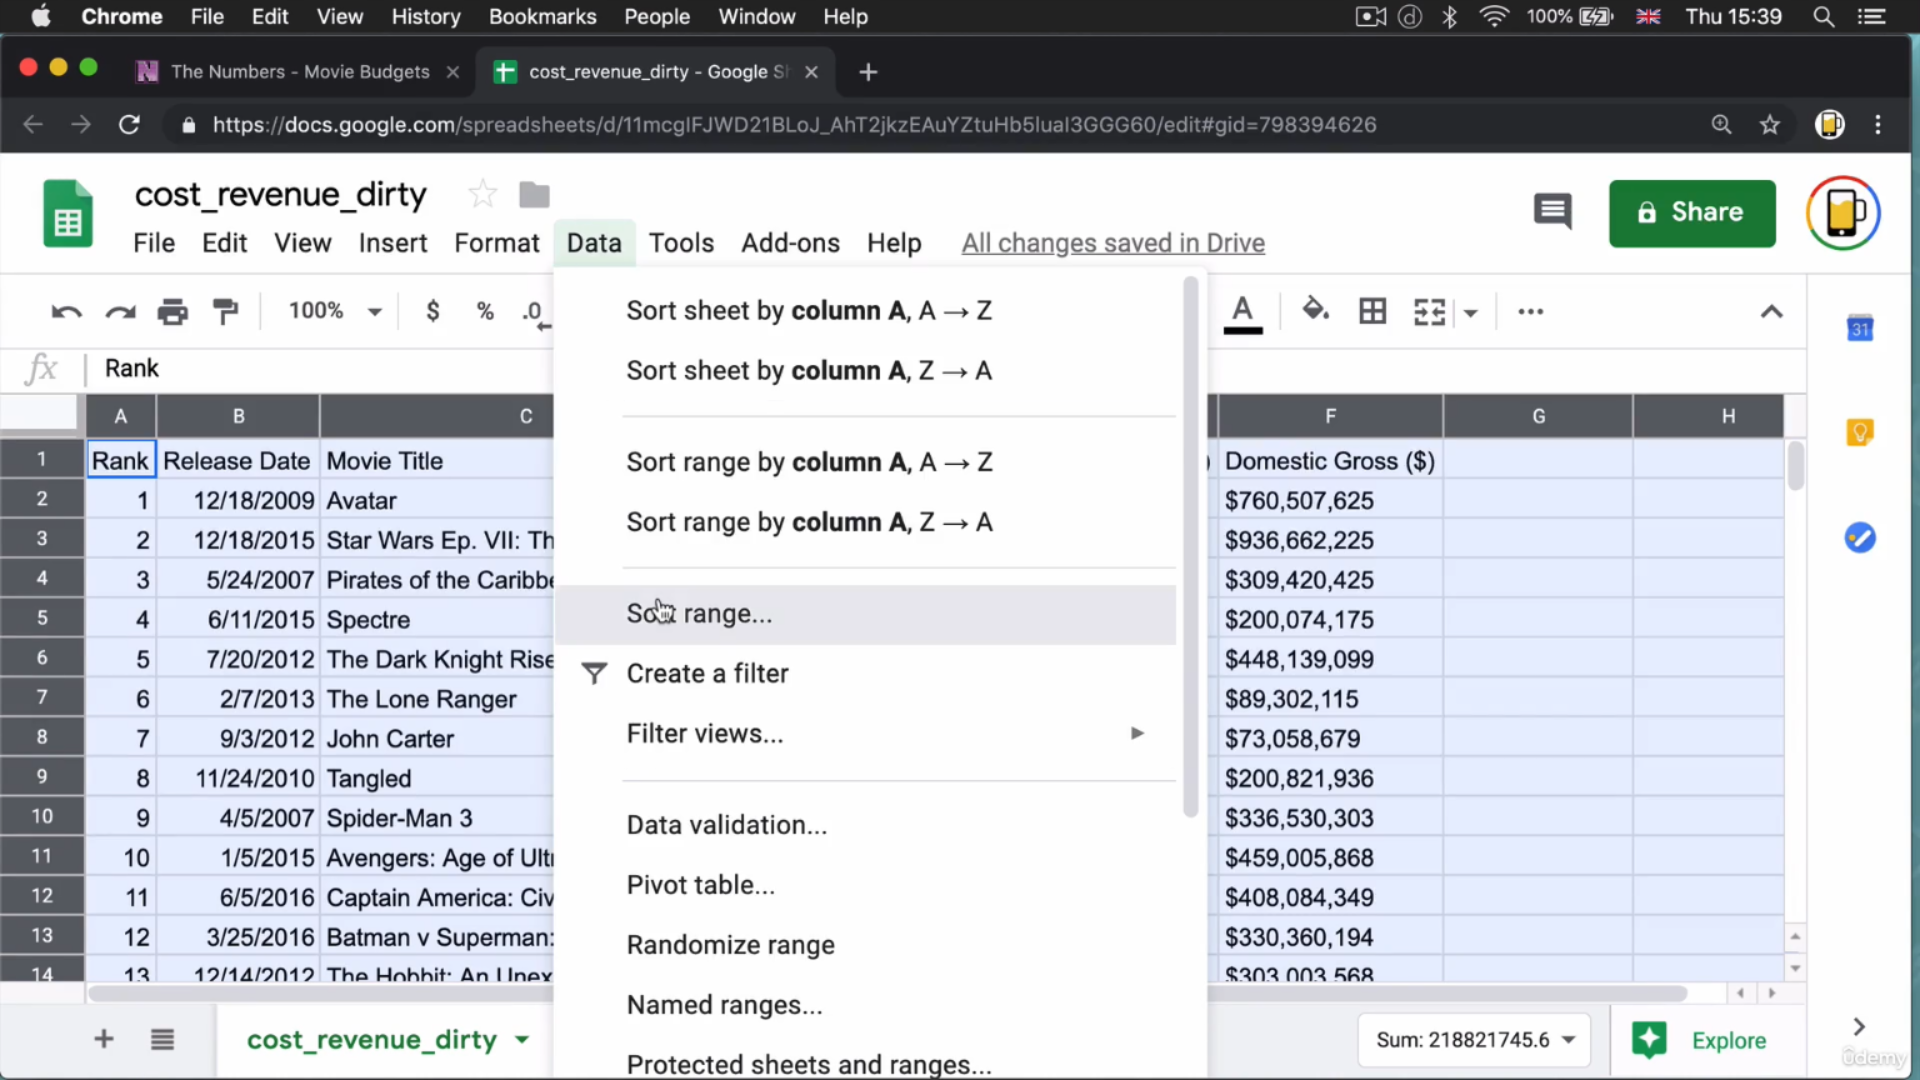 Chrome File Edit View History Bookmarks People Window Help 100% Thu 15:39
The Numbers - Movie Budgets cost_revenue_dirty - Google Sh
https://docs.google.com/spreadsheets/d/11mcgIFJWD21BLoJ_AhT2jkzEAuYZtuHb5luaI3GGG60/edit#gid=798394626
cost_revenue_dirty
Share
File Edit View Insert Format Data Tools Add-ons Help All changes saved in Drive
100% $ % .0 A
31
fx Rank
A B C F G H
1 Rank Release Date Movie Title ) Domestic Gross ($)
2 1 12/18/2009 Avatar $760,507,625
3 2 12/18/2015 Star Wars Ep. VII: Th $936,662,225
4 3 5/24/2007 Pirates of the Caribbe $309,420,425
5 4 6/11/2015 Spectre $200,074,175
6 5 7/20/2012 The Dark Knight Rise $448,139,099
7 6 2/7/2013 The Lone Ranger $89,302,115
8 7 9/3/2012 John Carter $73,058,679
9 8 11/24/2010 Tangled $200,821,936
10 9 4/5/2007 Spider-Man 3 $336,530,303
11 10 1/5/2015 Avengers: Age of Ult $459,005,868
12 11 6/5/2016 Captain America: Civ $408,084,349
13 12 3/25/2016 Batman v Superman: $330,360,194
14 13 12/14/2012 The Hobbit: An Unex $303,003,568
Sort sheet by column A, A → Z
Sort sheet by column A, Z → A
Sort range by column A, A → Z
Sort range by column A, Z → A
Sort range...
Create a filter
Filter views...
Data validation...
Pivot table...
Randomize range
Named ranges...
Protected sheets and ranges...
cost_revenue_dirty
Sum: 218821745.6
Explore
ûdemy